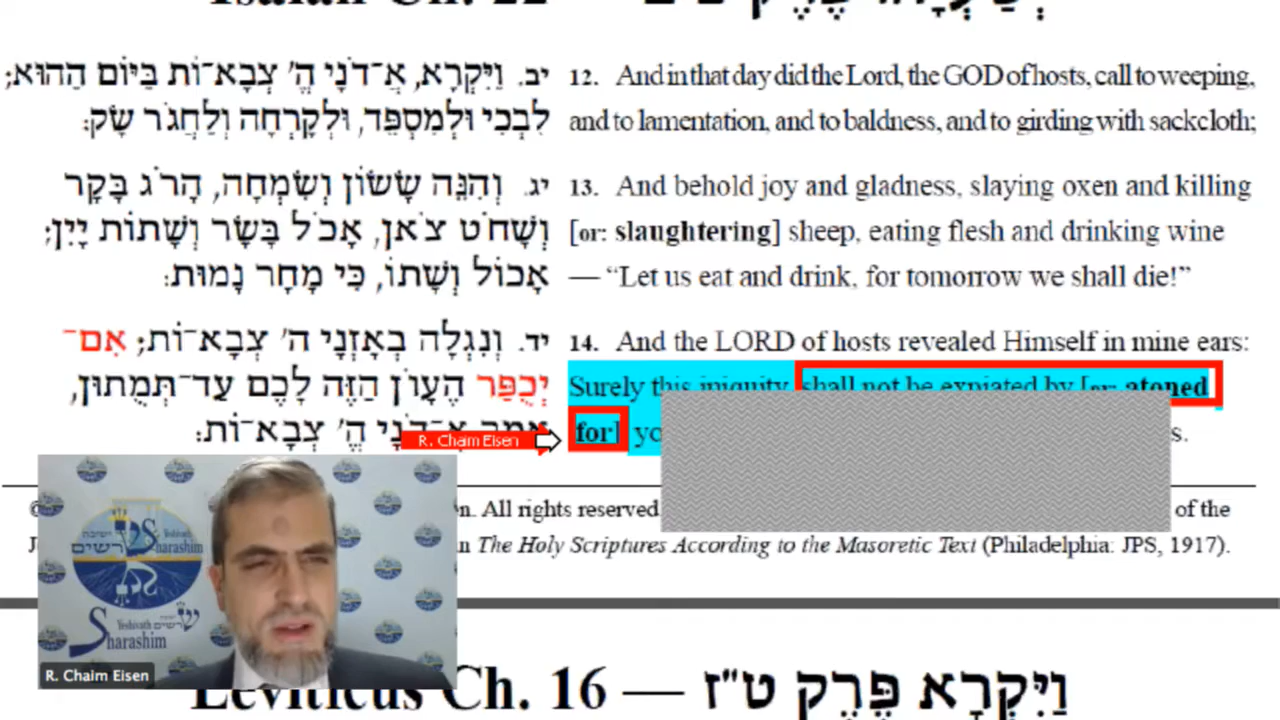 Isaiah Ch. 22 —
יב. וַיִּקְרָא, אֲ־דֹנָי הֱ' צְבָא־וֹת בַּיּוֹם הַהוּא;
לִבְכִי וּלְמִסְפֵּד, וּלְקָרְחָה וְלַחֲגֹר שָׂק:
12. And in that day did the Lord, the GOD of hosts, call to weeping,
and to lamentation, and to baldness, and to girding with sackcloth;
יג. וְהִנֵּה שָׂשׂוֹן וְשִׂמְחָה, הָרֹג בָּקָר
וְשָׁחֹט צֹאן, אָכֹל בָּשָׂר וְשָׁתוֹת יָיִן;
אָכוֹל וְשָׁתוֹ, כִּי מָחָר נָמוּת:
13. And behold joy and gladness, slaying oxen and killing
[or: slaughtering] sheep, eating flesh and drinking wine
— “Let us eat and drink, for tomorrow we shall die!”
יד. וְנִגְלָה בְאָזְנָי ה' צְבָא־וֹת; אִם־
יְכֻפַּר הֶעָוֺן הַזֶּה לָכֶם עַד־תְּמֻתוּן,
אָמַר אֲ־דֹנָי הֱ' צְבָא־וֹת:
14. And the LORD of hosts revealed Himself in mine ears:
Surely this iniquity shall not be expiated by [or: atoned
for] yo s.
R. Chaim Eisen
n. All rights reserved of the
n The Holy Scriptures According to the Masoretic Text (Philadelphia: JPS, 1917).
ישיבת
שרשים
Sharashim
Yeshivath
Sharashim
R. Chaim Eisen
Leviticus Ch. 16 — וַיִּקְרָא פֶּרֶק ט"ז